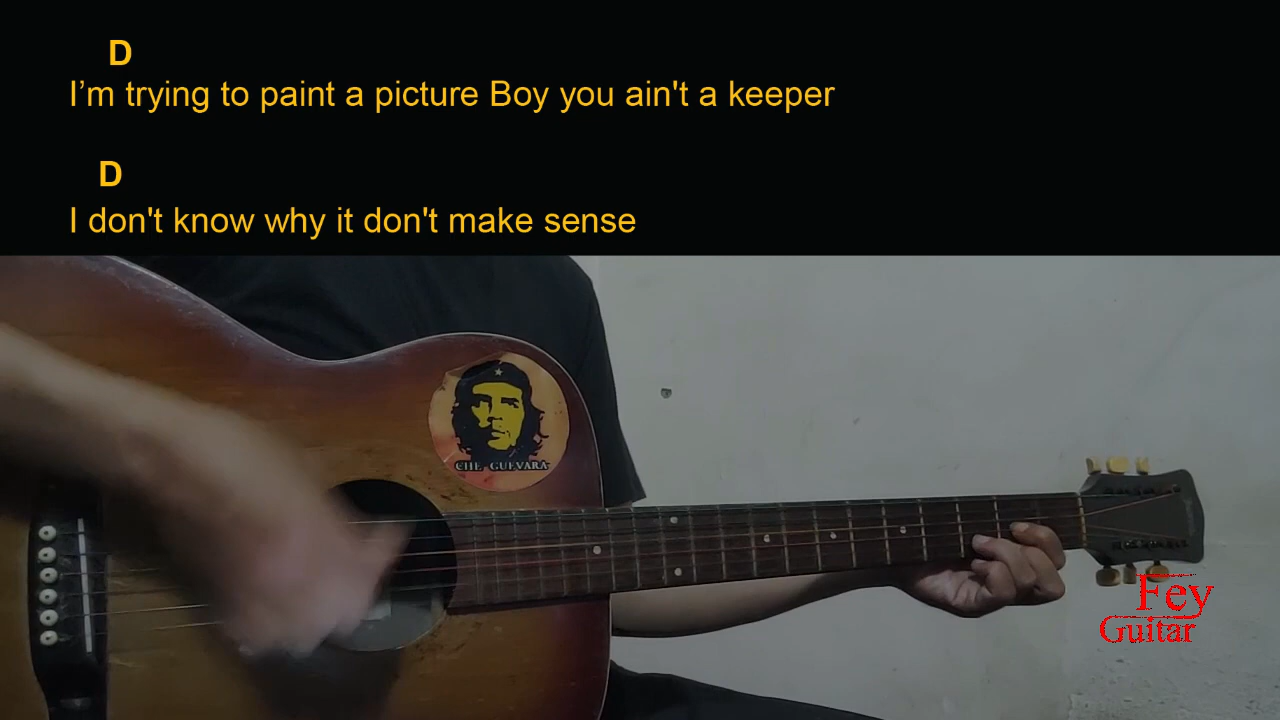 D
I’m trying to paint a picture Boy you ain't a keeper
D
I don't know why it don't make sense
CHE GUEVARA
Fey
Guitar